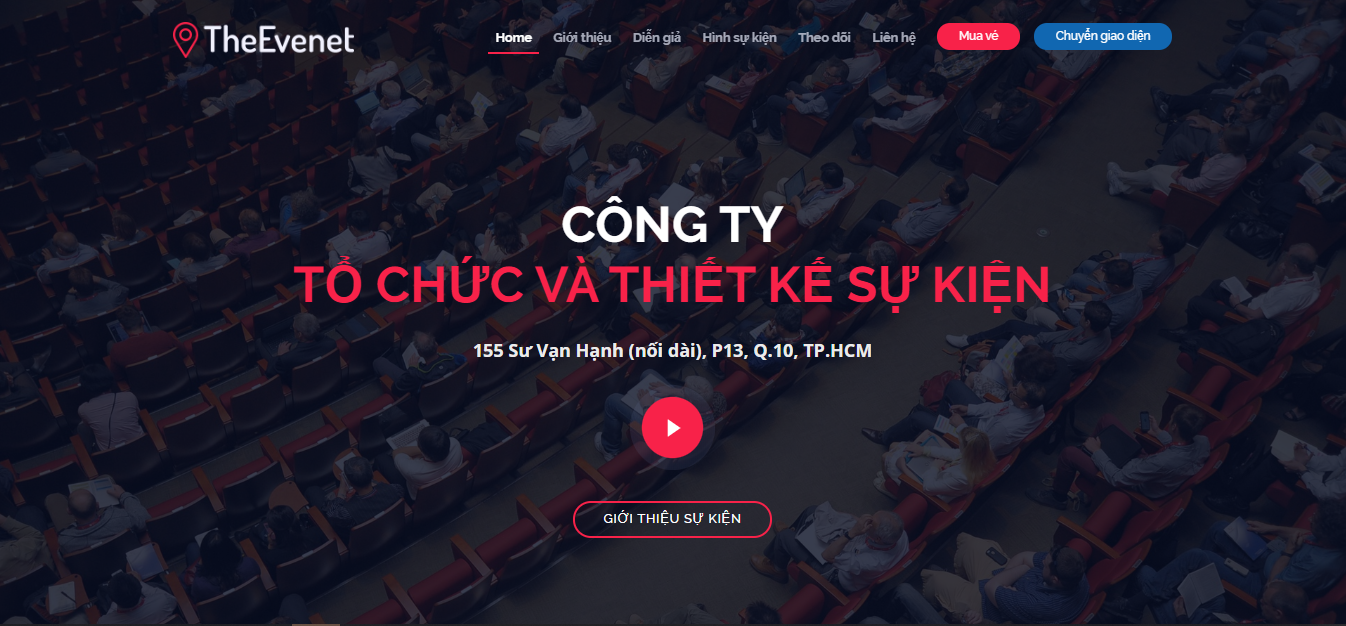 TheEvenet
Home Giới thiệu Diễn giả Hình sự kiện Theo dõi Liên hệ Mua vé Chuyển giao diện
CÔNG TY
TỔ CHỨC VÀ THIẾT KẾ SỰ KIỆN
155 Sư Vạn Hạnh (nối dài), P13, Q.10, TP.HCM
GIỚI THIỆU SỰ KIỆN